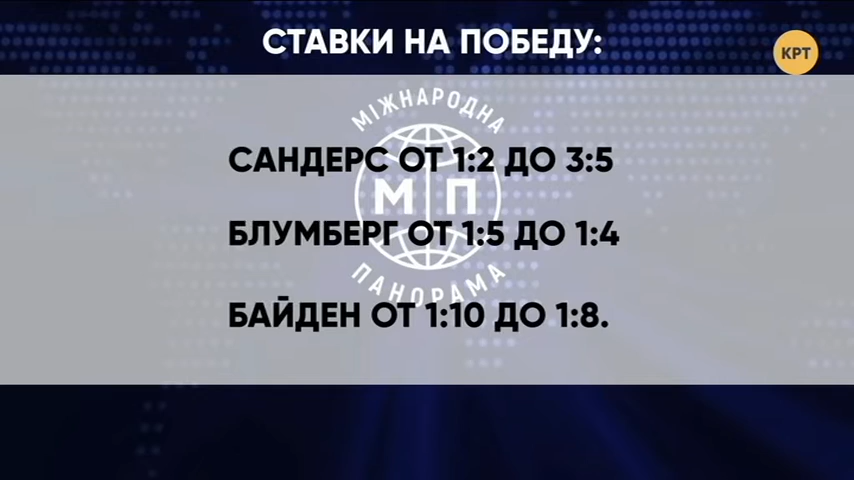 СТАВКИ НА ПОБЕДУ:
КРТ
МІЖНАРОДНА
САНДЕРС ОТ 1:2 ДО 3:5
МП
БЛУМБЕРГ ОТ 1:5 ДО 1:4
ПАНОРАМА
БАЙДЕН ОТ 1:10 ДО 1:8.